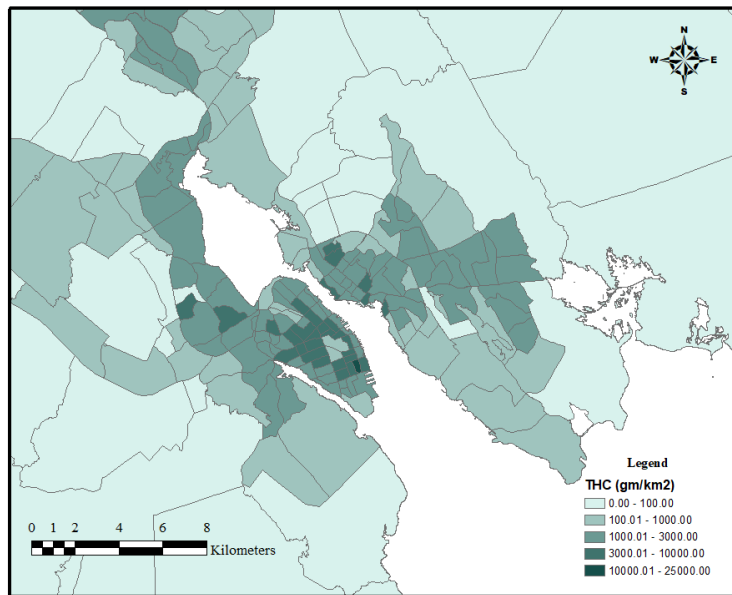 N
W E
S
Legend
THC (gm/km2)
0.00 - 100.00
100.01 - 1000.00
1000.01 - 3000.00
3000.01 - 10000.00
10000.01 - 25000.00
0 1 2 4 6 8
Kilometers